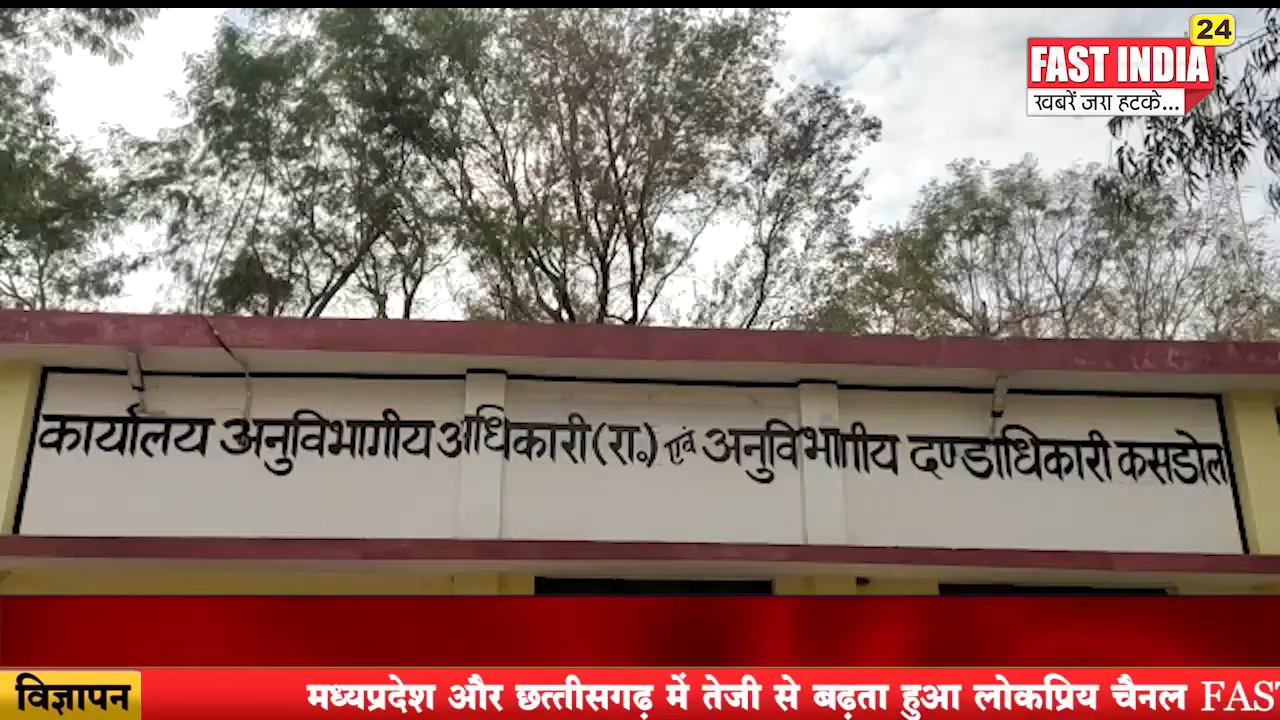 24
FAST INDIA
खबरें जरा हटके...
कार्यालय अनुविभागीय अधिकारी (रा.) एवं अनुविभागीय दण्डाधिकारी कसडोल
विज्ञापन
मध्यप्रदेश और छत्तीसगढ़ में तेजी से बढ़ता हुआ लोकप्रिय चैनल FAST